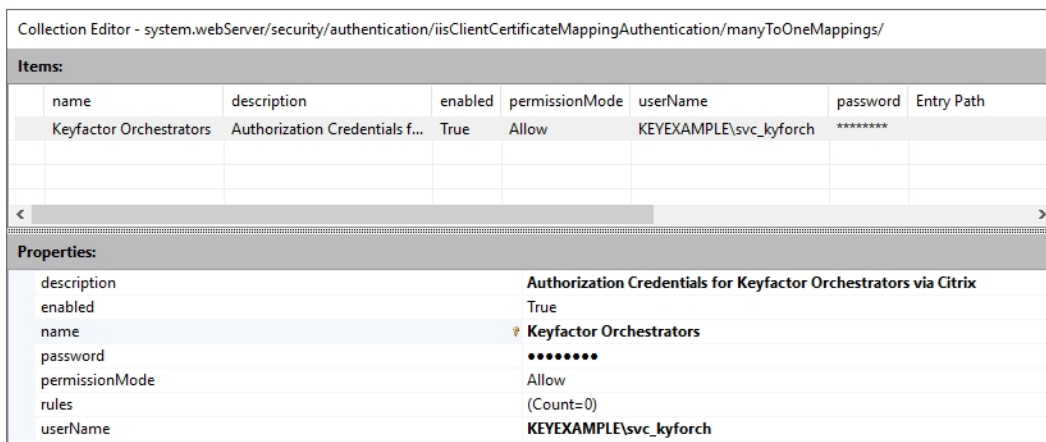 Collection Editor - system.webServer/security/authentication/iisClientCertificateMappingAuthentication/manyToOneMappings/
Items:
name description enabled permissionMode userName password Entry Path
Keyfactor Orchestrators Authorization Credentials f... True Allow KEYEXAMPLE\svc_kyforch ********
Properties:
description Authorization Credentials for Keyfactor Orchestrators via Citrix
enabled True
name Keyfactor Orchestrators
password ●●●●●●●●
permissionMode Allow
rules (Count=0)
userName KEYEXAMPLE\svc_kyforch